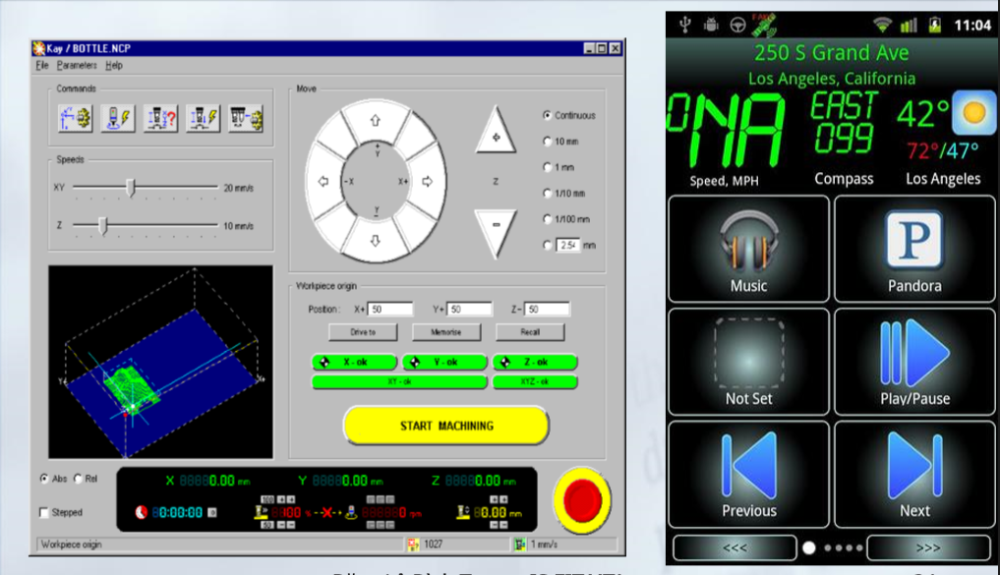 Kay / BOTTLE.NCP
File Parameters Help
Commands
Speeds
XY 20 mm/s
Z 10 mm/s
Move
+
Y
-X X+
Y
-
+
Z
-
Continuous
10 mm
1 mm
1/10 mm
1/100 mm
2.54 mm
Workpiece origin
Position: X+ 50 Y+ 50 Z- 50
Drive to Memorise Recall
X - ok Y - ok Z - ok
XY - ok XYZ - ok
START MACHINING
Y+ X+
Abs Rel
Stepped
X 0.00 mm Y 0.00 mm Z 0.00 mm
100
0:00:00 100 % 0 rpm 0.00 mm
50
Workpiece origin 1027 1 mm/s
11:04
250 S Grand Ave
Los Angeles, California
NA EAST 099 42°
72°/47°
Speed, MPH Compass Los Angeles
Music P Pandora
Not Set Play/Pause
Previous Next
<<< >>>